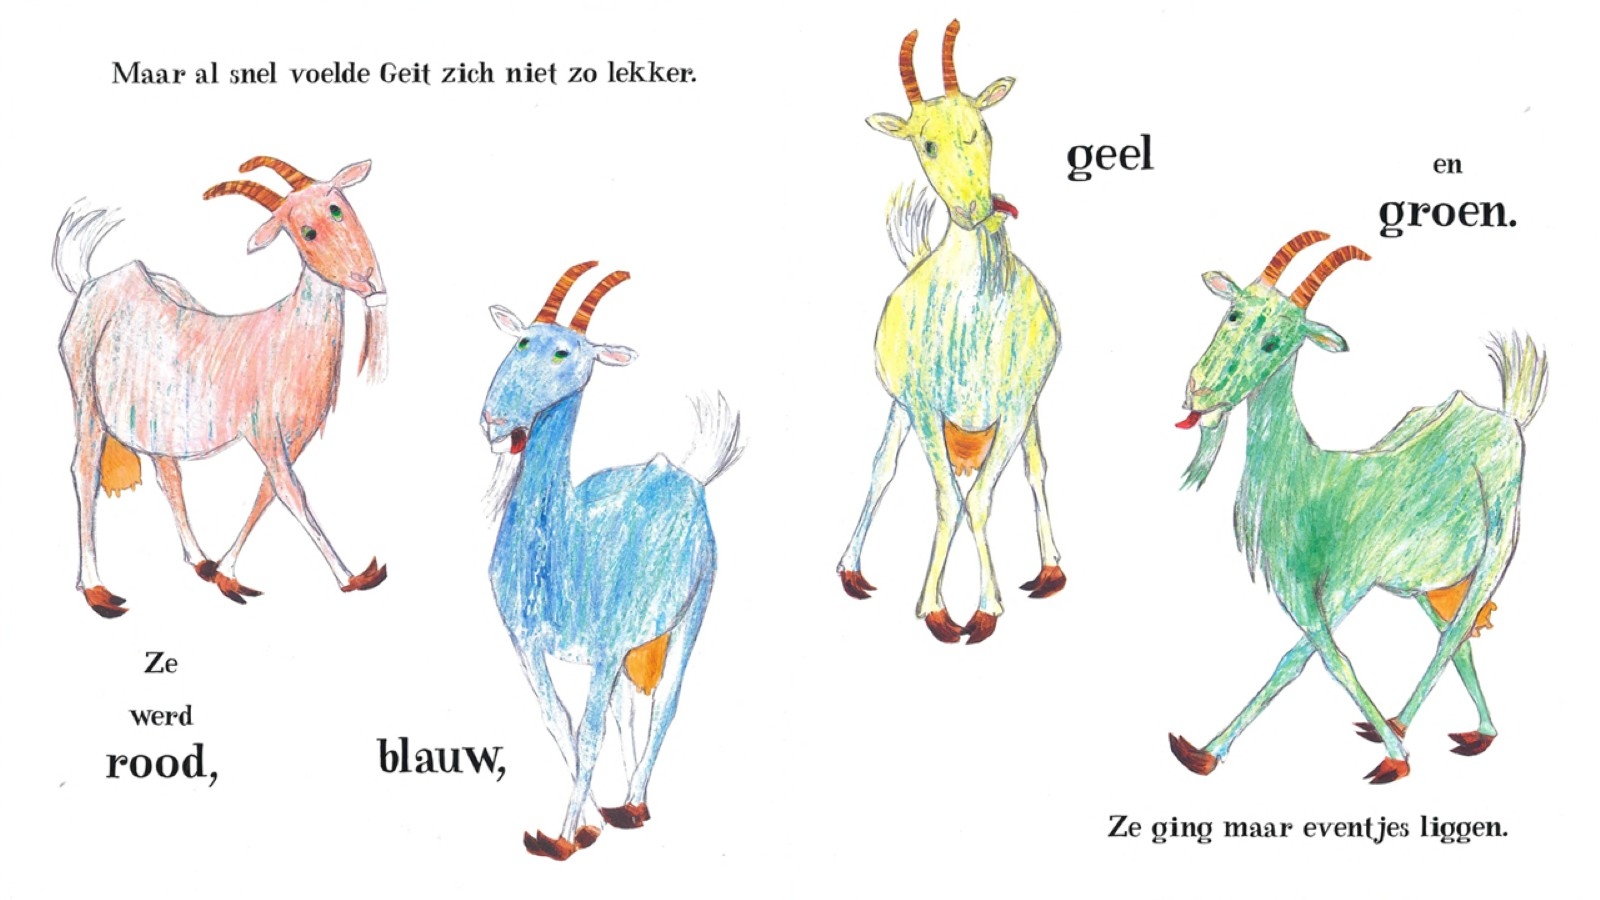 Maar al snel voelde Geit zich niet zo lekker.
Ze
werd
rood,
blauw,
geel
en
groen.
Ze ging maar eventjes liggen.